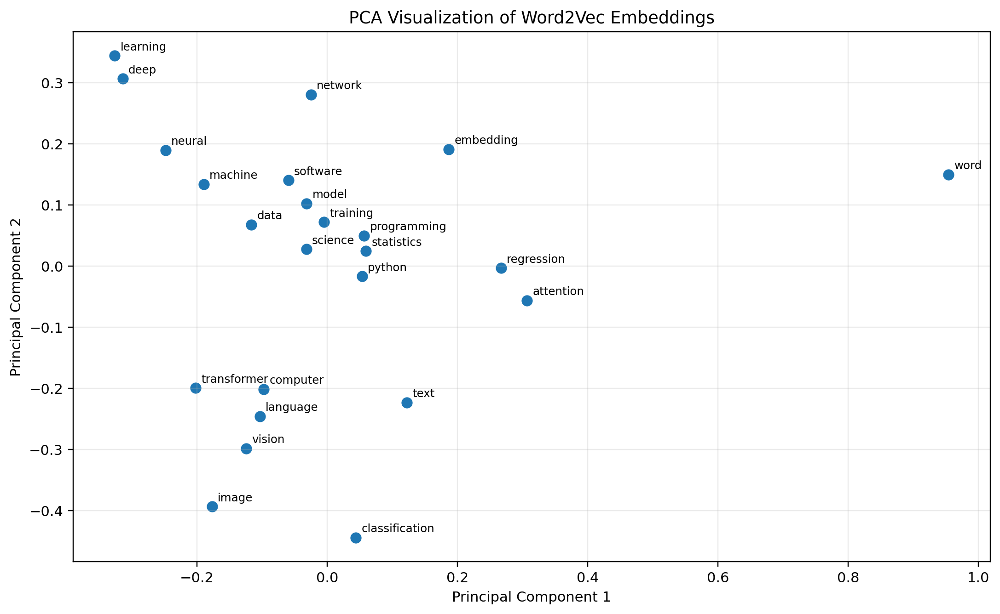 PCA Visualization of Word2Vec Embeddings
learning
deep
network
neural
embedding
word
machine
software
model
training
data
programming
science
statistics
python
regression
attention
transformer
computer
language
text
vision
image
classification
0.3
0.2
0.1
0.0
−0.1
−0.2
−0.3
−0.4
Principal Component 2
−0.2 0.0 0.2 0.4 0.6 0.8 1.0
Principal Component 1